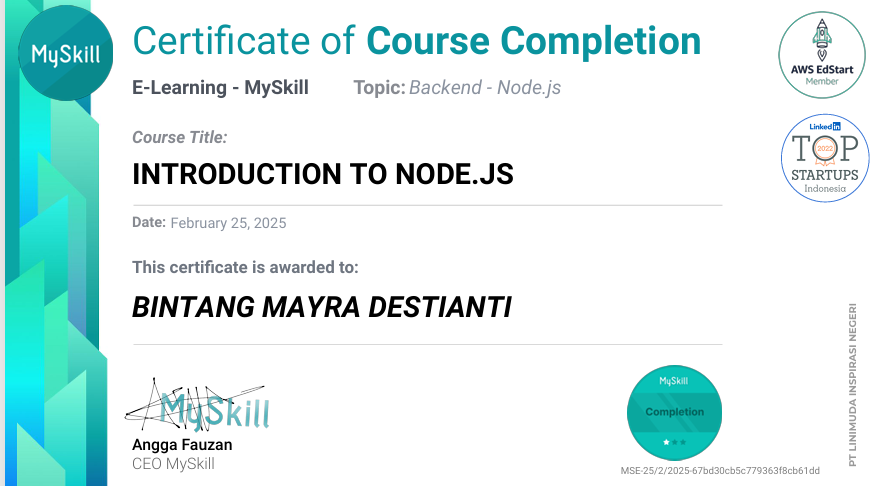 MySkill
Certificate of Course Completion
E-Learning - MySkill Topic: Backend - Node.js
Course Title:
INTRODUCTION TO NODE.JS
Date: February 25, 2025
This certificate is awarded to:
BINTANG MAYRA DESTIANTI
MySkill
Angga Fauzan
CEO MySkill
AWS EdStart
Member
LinkedIn
TOP
2022
STARTUPS
Indonesia
PT LINIMUDA INSPIRASI NEGERI
MySkill
Completion
MSE-25/2/2025-67bd30cb5c779363f8cb61dd